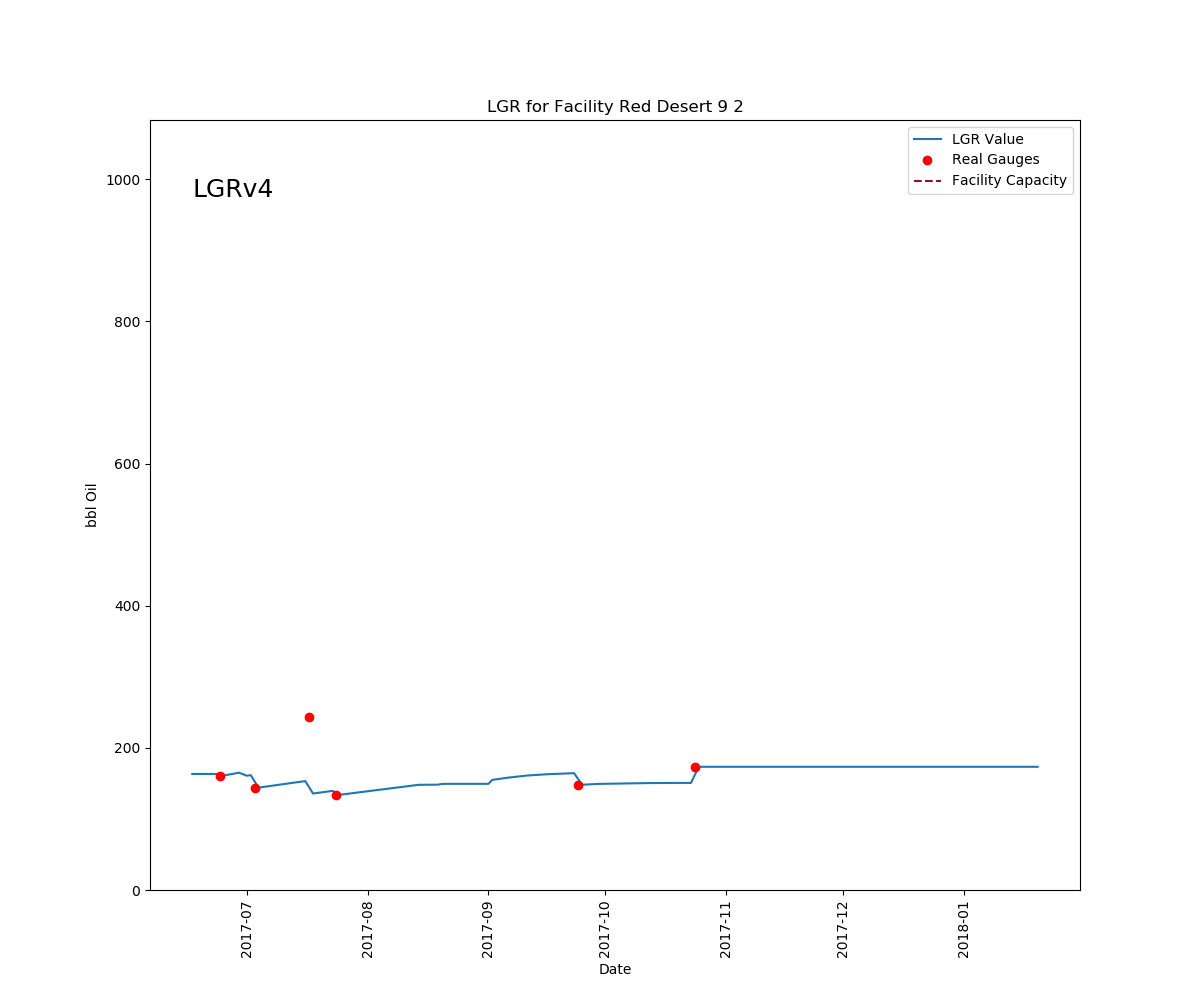 LGR for Facility Red Desert 9 2
LGRv4
LGR Value
Real Gauges
Facility Capacity
bbl Oil
1000
800
600
400
200
0
2017-07
2017-08
2017-09
2017-10
2017-11
2017-12
2018-01
Date